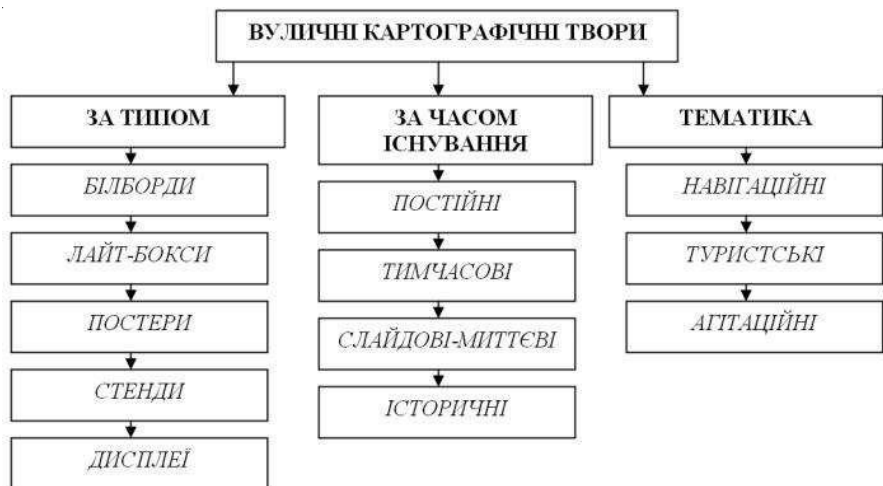 ВУЛИЧНІ КАРТОГРАФІЧНІ ТВОРИ
ЗА ТИПОМ
БІЛБОРДИ
ЛАЙТ-БОКСИ
ПОСТЕРИ
СТЕНДИ
ДИСПЛЕЇ
ЗА ЧАСОМ
ІСНУВАННЯ
ПОСТІЙНІ
ТИМЧАСОВІ
СЛАЙДОВІ-МИТТЄВІ
ІСТОРИЧНІ
ТЕМАТИКА
НАВІГАЦІЙНІ
ТУРИСТСЬКІ
АГІТАЦІЙНІ